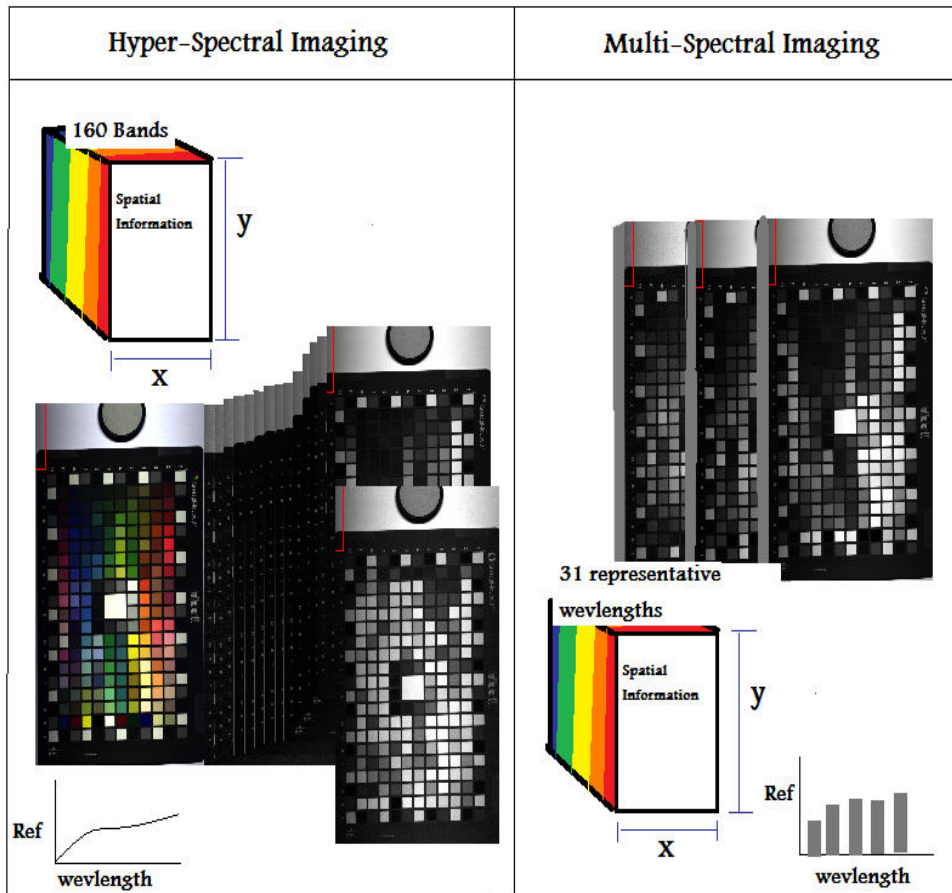 Hyper-Spectral Imaging
Multi-Spectral Imaging
160 Bands
Spatial
Information
y
x
Ref
wevlength
31 representative
wevlengths
Spatial
Information
y
x
Ref
wevlength